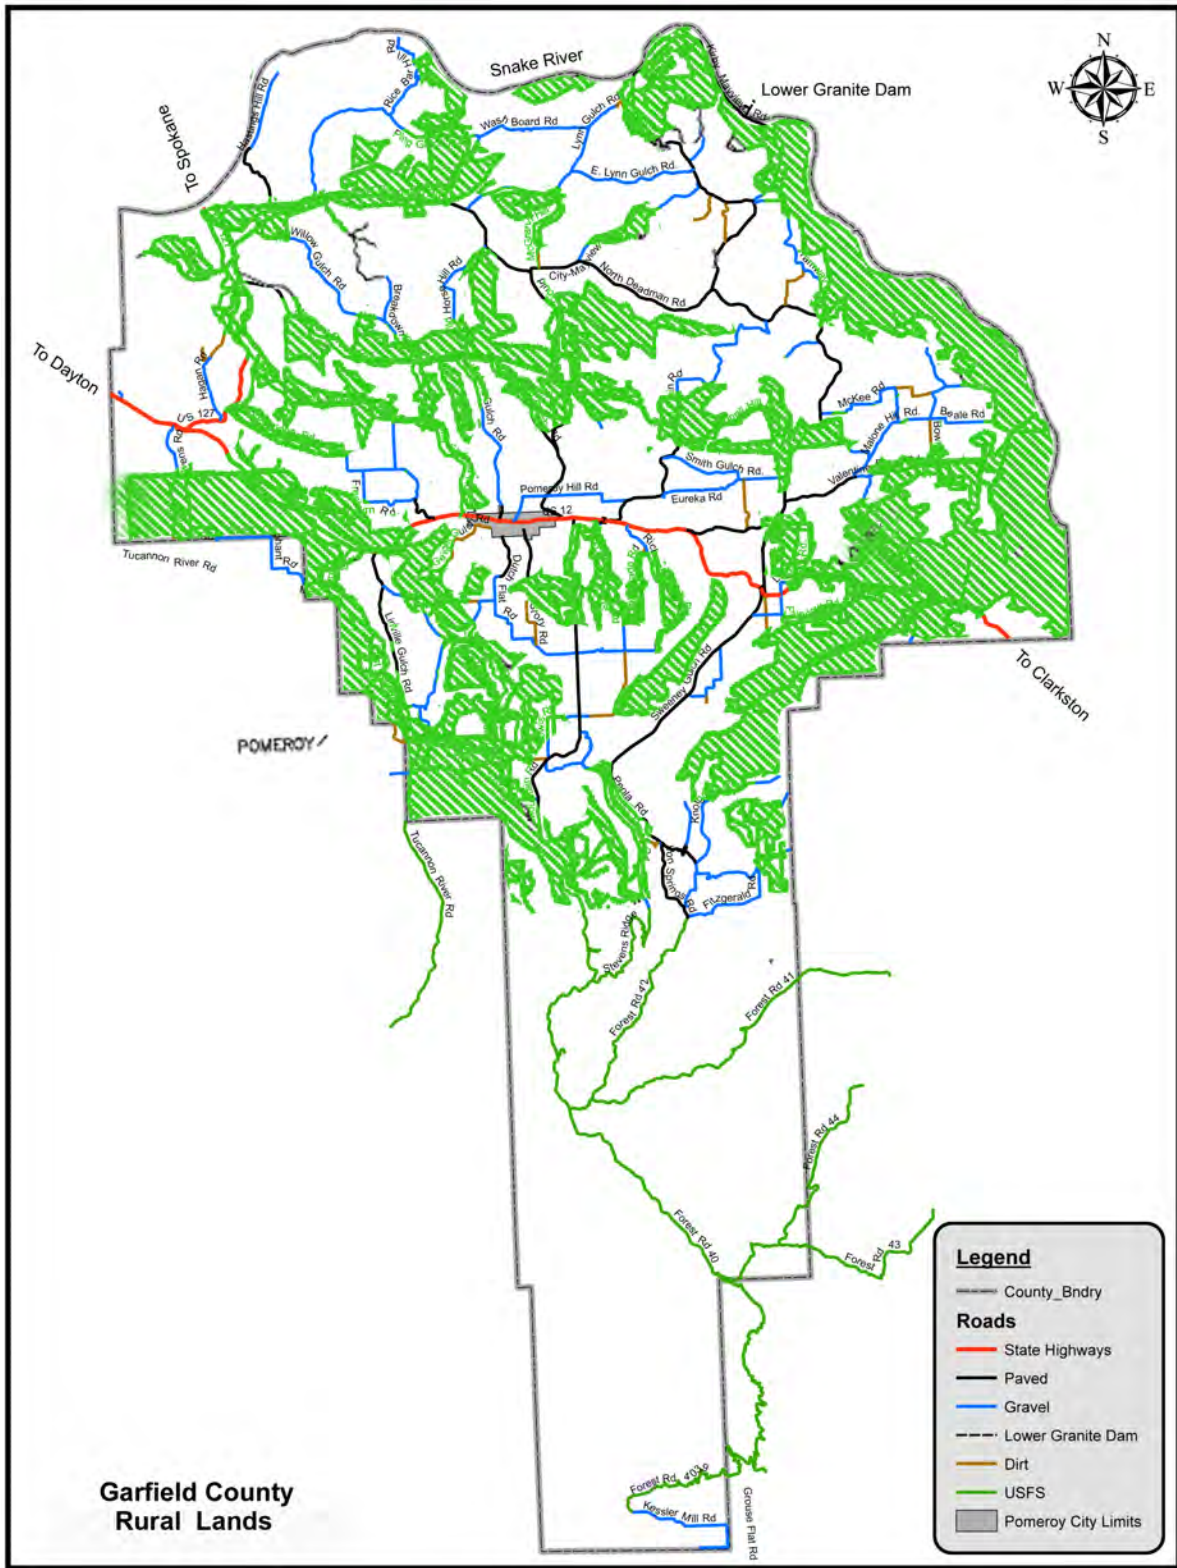 N
W
E
S
Snake River
Lower Granite Dam
To Spokane
Hastings Hill Rd
Rice Bar
Hill
Rd
Wash Board Rd
Lynn Gulch Rd
E. Lynn Gulch Rd.
Willow
Gulch Rd
Hill Rd
City-Mayview
North Deadman Rd
To Dayton
Hagan Rd
US 127
Gulch Rd
McKee Rd
Malone Hill Rd.
Beale Rd
Smith Gulch Rd.
Pomeroy Hill Rd
Eureka Rd
US 12
Tucannon River Rd
Dutch
Flat
Rd
Linville Gulch Rd
Sweeney Gulch Rd
To Clarkston
POMEROY
Peola Rd
Fitzgerald Rd
Tucannon River Rd
Stevens Ridge
Forest Rd 42
Forest Rd 41
Forest Rd 44
Forest Rd 40
Forest Rd 43
Kessler Mill Rd
Grouse Flat Rd
Garfield County
Rural Lands
Legend
County_Bndry
Roads
State Highways
Paved
Gravel
Lower Granite Dam
Dirt
USFS
Pomeroy City Limits